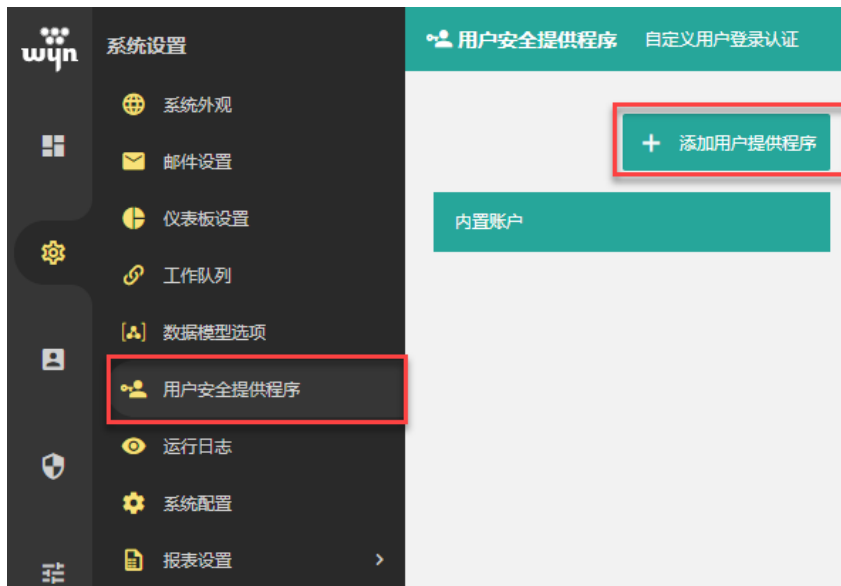 wyn
系统设置
系统外观
邮件设置
仪表板设置
工作队列
数据模型选项
用户安全提供程序
运行日志
系统配置
报表设置
用户安全提供程序 自定义用户登录认证
添加用户提供程序
内置账户